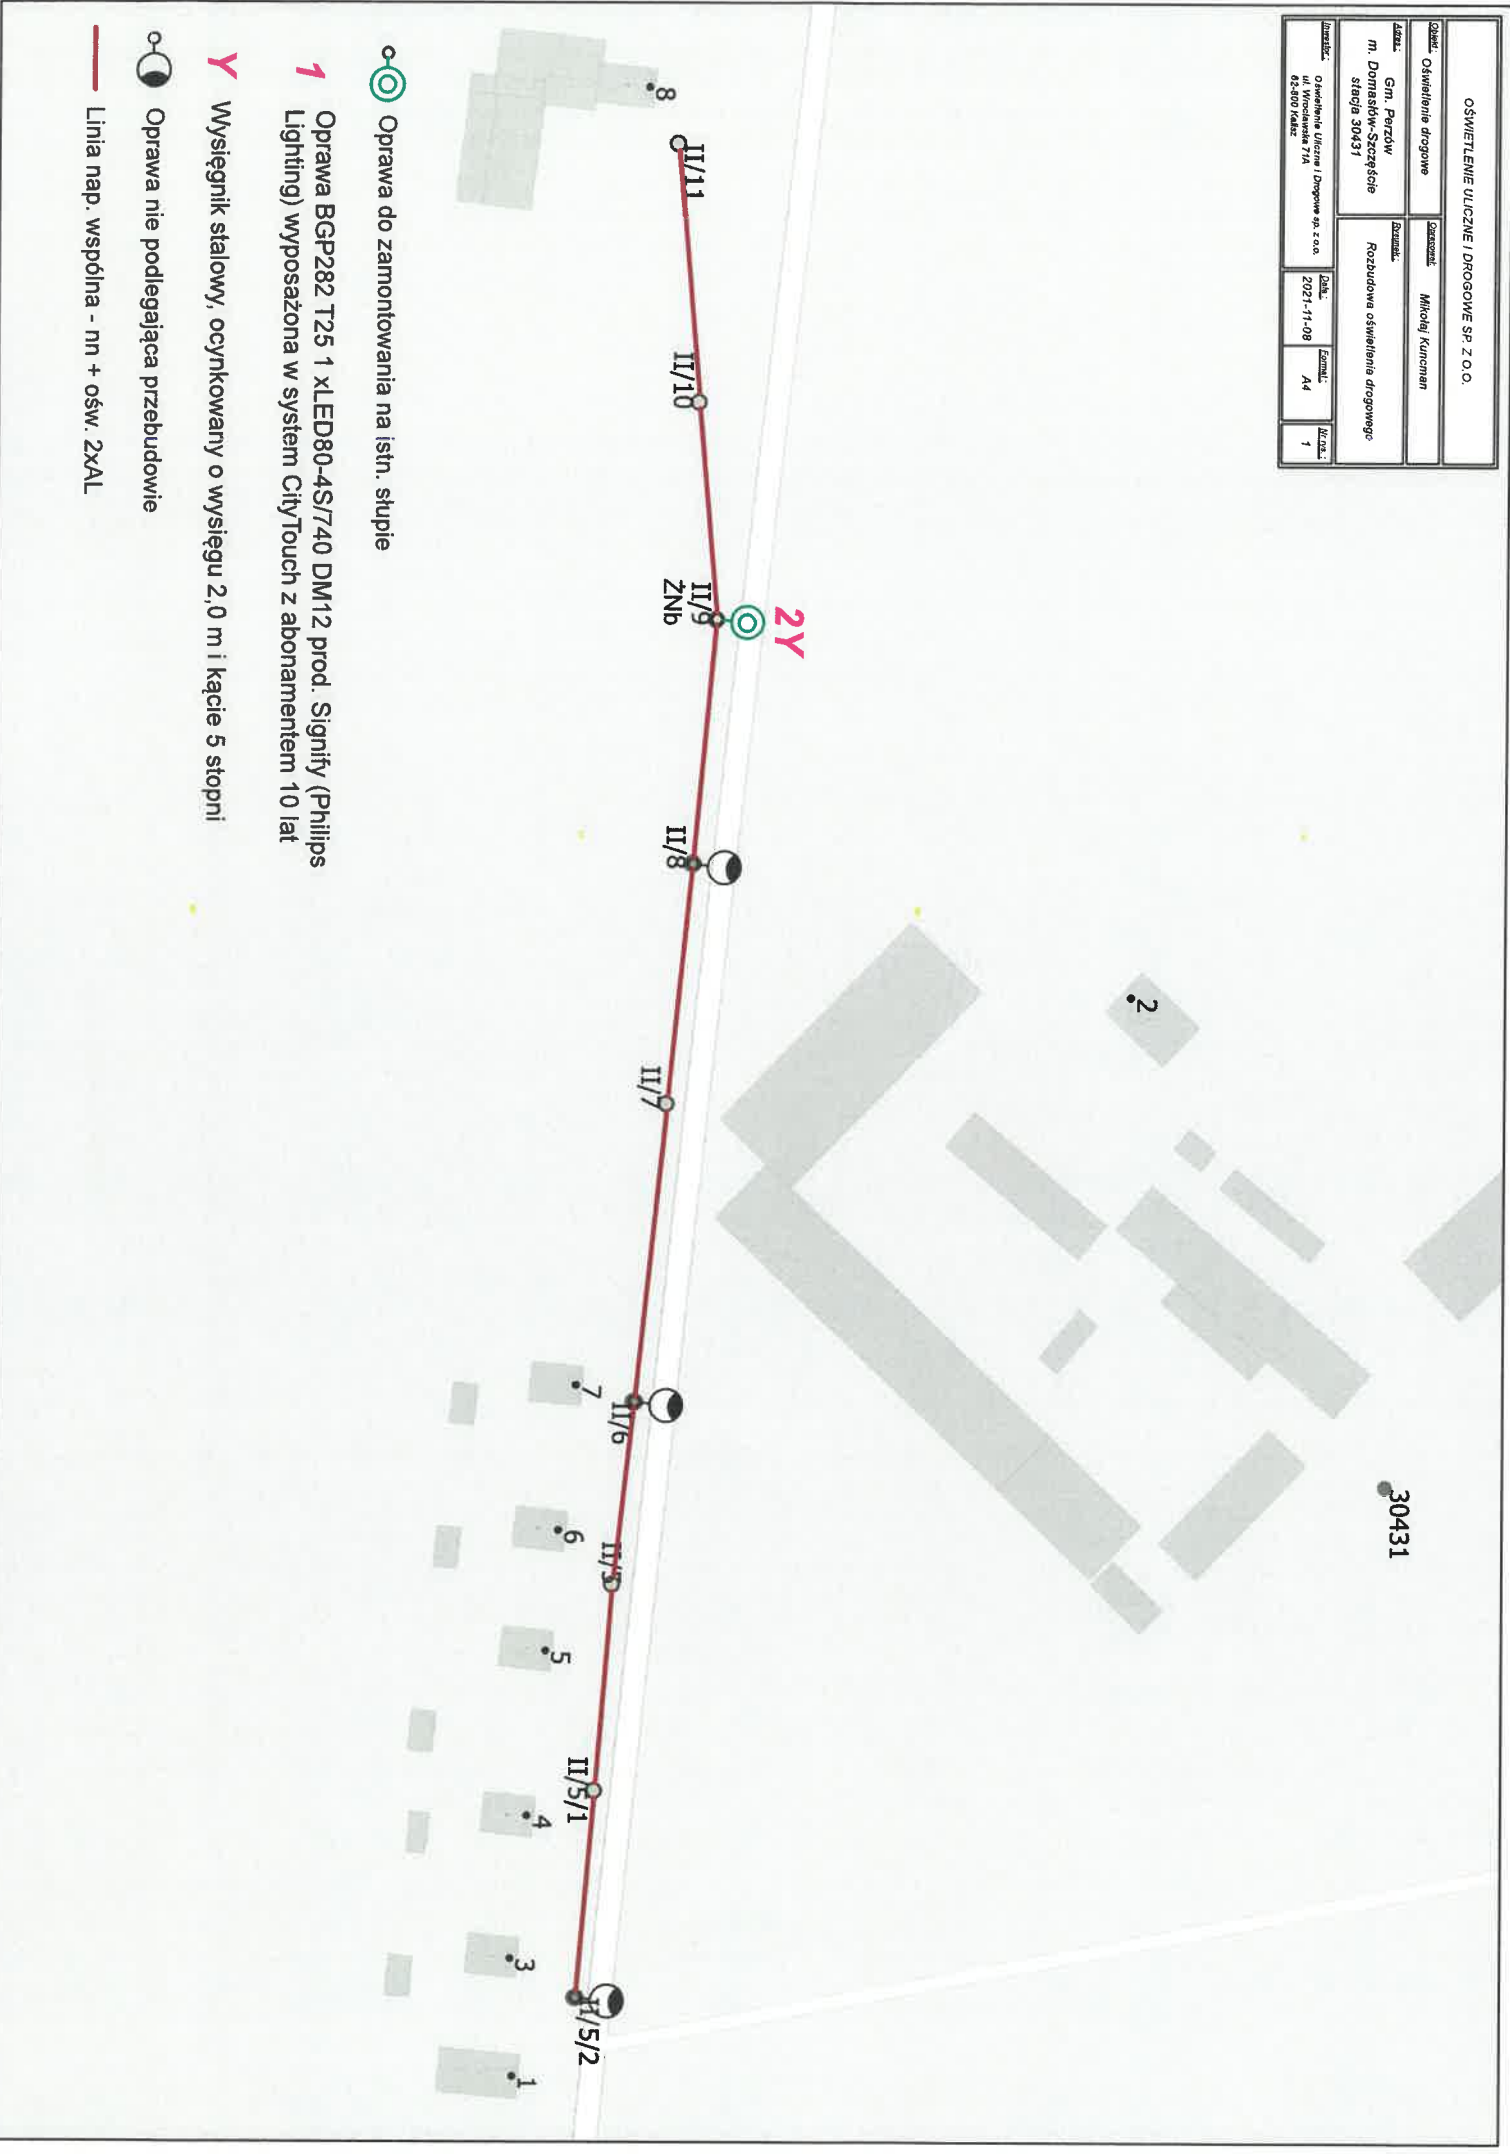 OŚWIETLENIE ULICZNE I DROGOWE SP. Z O.O.
Obiekt: Oświetlenie drogowe
Opracował: Mikołaj Kuncman
Adres: Gm. Perzów
m. Domasłów-Szczęście
stacja 30431
Rysunek: Rozbudowa oświetlenia drogowego
Inwestor: Oświetlenie Uliczne i Drogowe sp. z o.o.
ul. Wrocławska 71A
62-800 Kalisz
Data: 2021-11-08
Format: A4
Nr rys.: 1
30431
2
2Y
8
II/11
II/10
II/9
ŻNb
II/8
II/7
7
II/6
6
II/5
5
II/5/1
4
3
II/5/2
1
Oprawa do zamontowania na istn. słupie
1 Oprawa BGP282 T25 1 xLED80-4S/740 DM12 prod. Signify (Philips
Lighting) wyposażona w system CityTouch z abonamentem 10 lat
Y Wysięgnik stalowy, ocynkowany o wysięgu 2,0 m i kącie 5 stopni
Oprawa nie podlegająca przebudowie
Linia nap. wspólna - nn + ośw. 2xAL